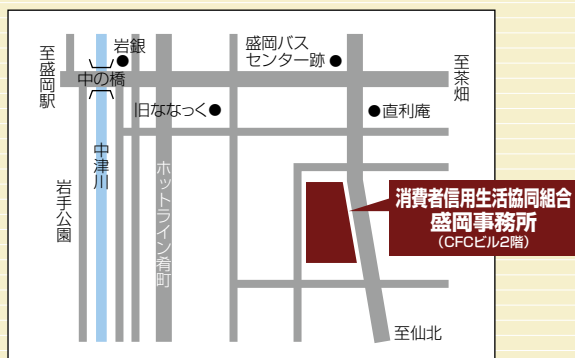 至盛岡駅
岩銀
中の橋
盛岡バス
センター跡
至茶畑
旧ななっく
直利庵
中津川
岩手公園
ホットライン肴町
消費者信用生活協同組合
盛岡事務所
(CFCビル2階)
至仙北